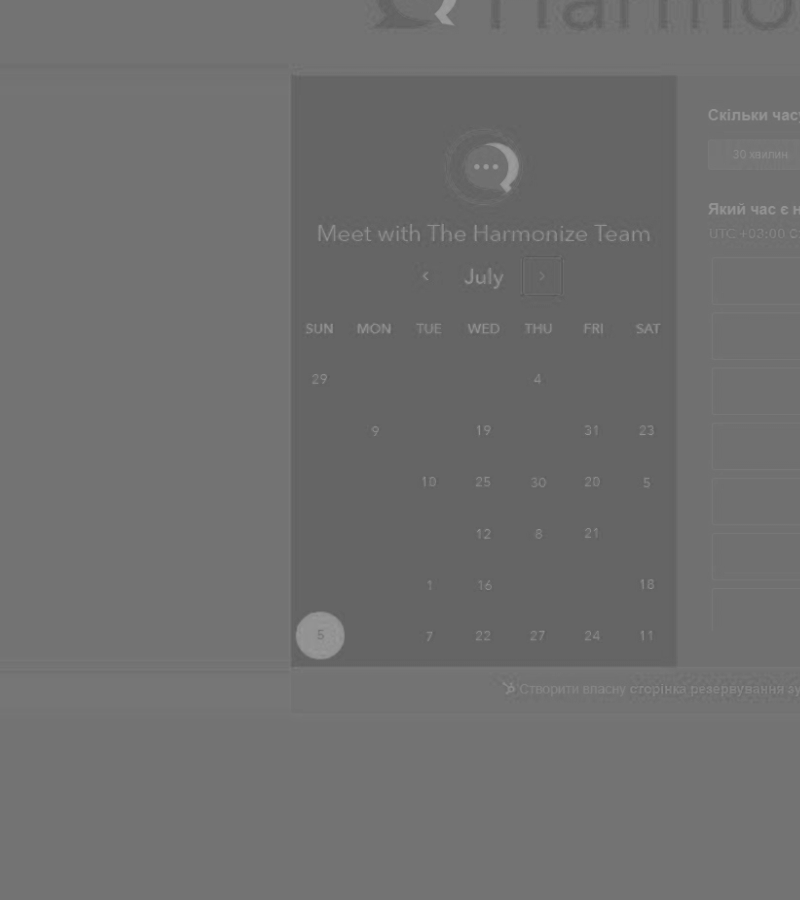 Harmo
Скільки час
30 хвилин
Meet with The Harmonize Team
Який час є н
UTC +03:00 С
‹ July ›
SUN MON TUE WED THU FRI SAT
29 4
9 19 31 23
10 25 30 20 5
12 8 21
1 16 18
5 7 22 27 24 11
Створити власну сторінка резервування ау